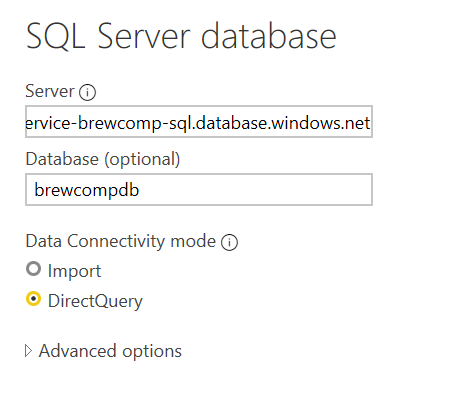 SQL Server database
Server
ervice-brewcomp-sql.database.windows.net
Database (optional)
brewcompdb
Data Connectivity mode
Import
DirectQuery
Advanced options